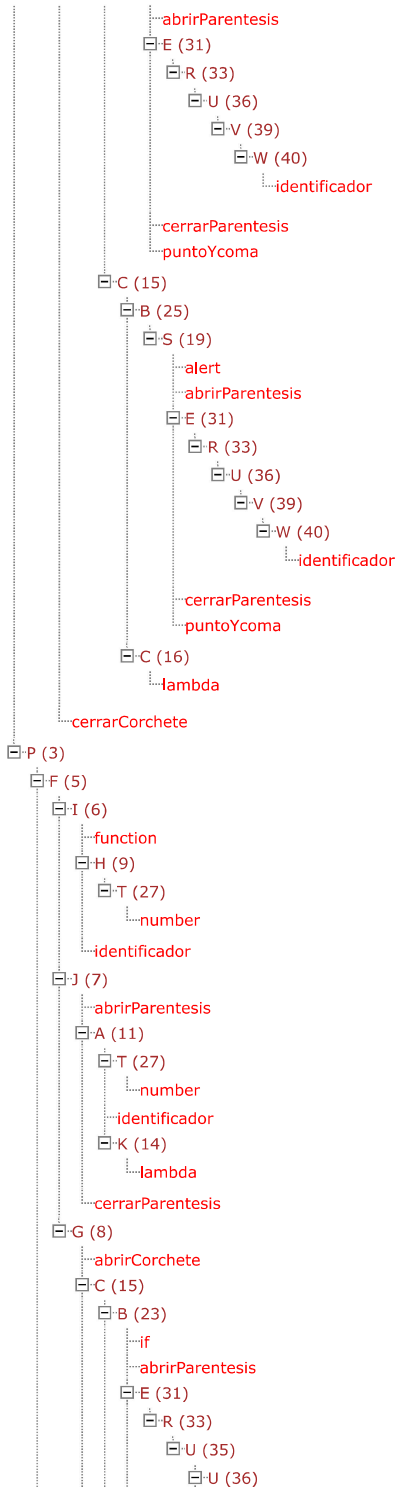 abrirParentesis
E (31)
R (33)
U (36)
V (39)
W (40)
identificador
cerrarParentesis
puntoYcoma
C (15)
B (25)
S (19)
alert
abrirParentesis
E (31)
R (33)
U (36)
V (39)
W (40)
identificador
cerrarParentesis
puntoYcoma
C (16)
lambda
cerrarCorchete
P (3)
F (5)
I (6)
function
H (9)
T (27)
number
identificador
J (7)
abrirParentesis
A (11)
T (27)
number
identificador
K (14)
lambda
cerrarParentesis
G (8)
abrirCorchete
C (15)
B (23)
if
abrirParentesis
E (31)
R (33)
U (35)
U (36)